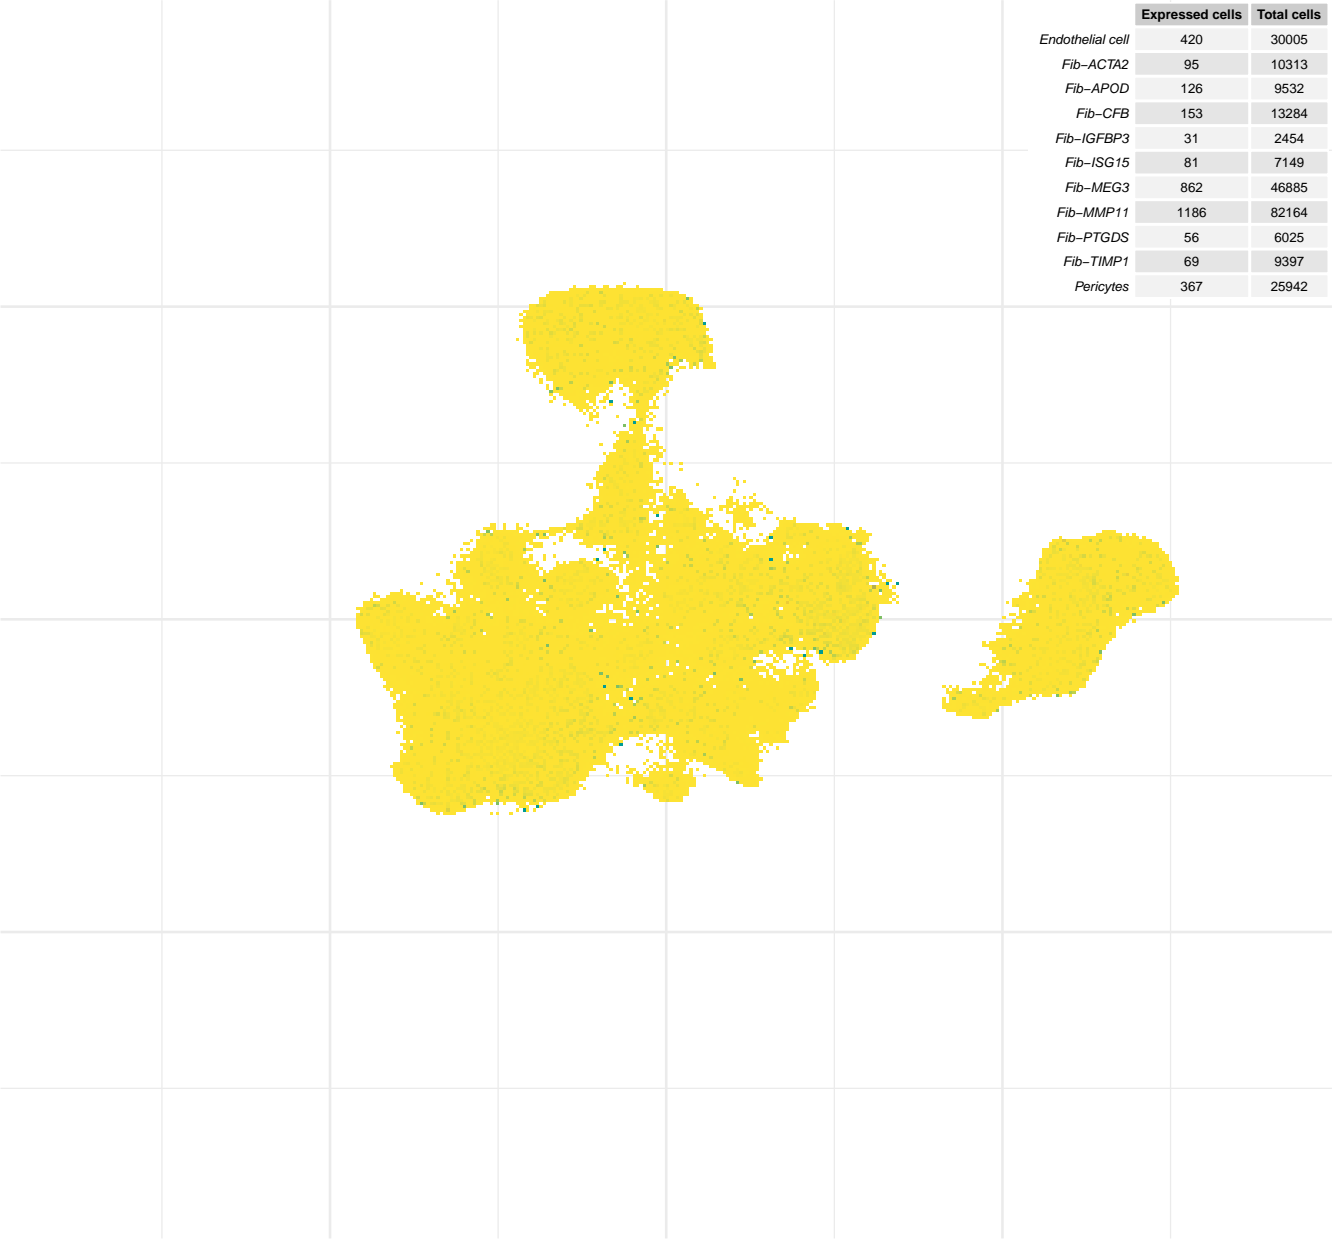 Expressed cells Total cells
Endothelial cell 420 30005
Fib−ACTA2 95 10313
Fib−APOD 126 9532
Fib−CFB 153 13284
Fib−IGFBP3 31 2454
Fib−ISG15 81 7149
Fib−MEG3 862 46885
Fib−MMP11 1186 82164
Fib−PTGDS 56 6025
Fib−TIMP1 69 9397
Pericytes 367 25942